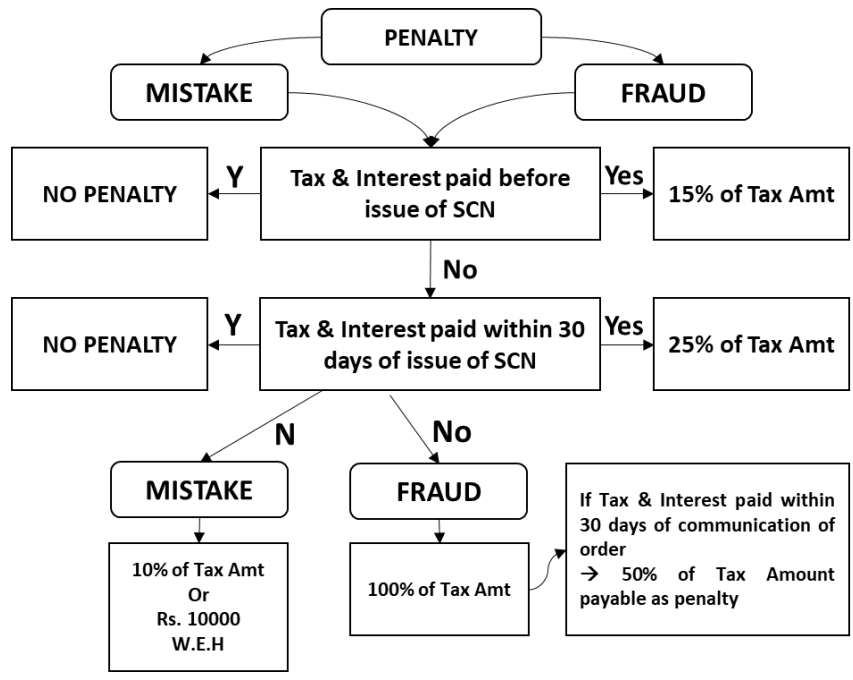 PENALTY
MISTAKE
FRAUD
NO PENALTY
Y
Tax & Interest paid before
issue of SCN
Yes
15% of Tax Amt
No
NO PENALTY
Y
Tax & Interest paid within 30
days of issue of SCN
Yes
25% of Tax Amt
N
No
MISTAKE
FRAUD
10% of Tax Amt
Or
Rs. 10000
W.E.H
100% of Tax Amt
If Tax & Interest paid within
30 days of communication of
order
→ 50% of Tax Amount
payable as penalty